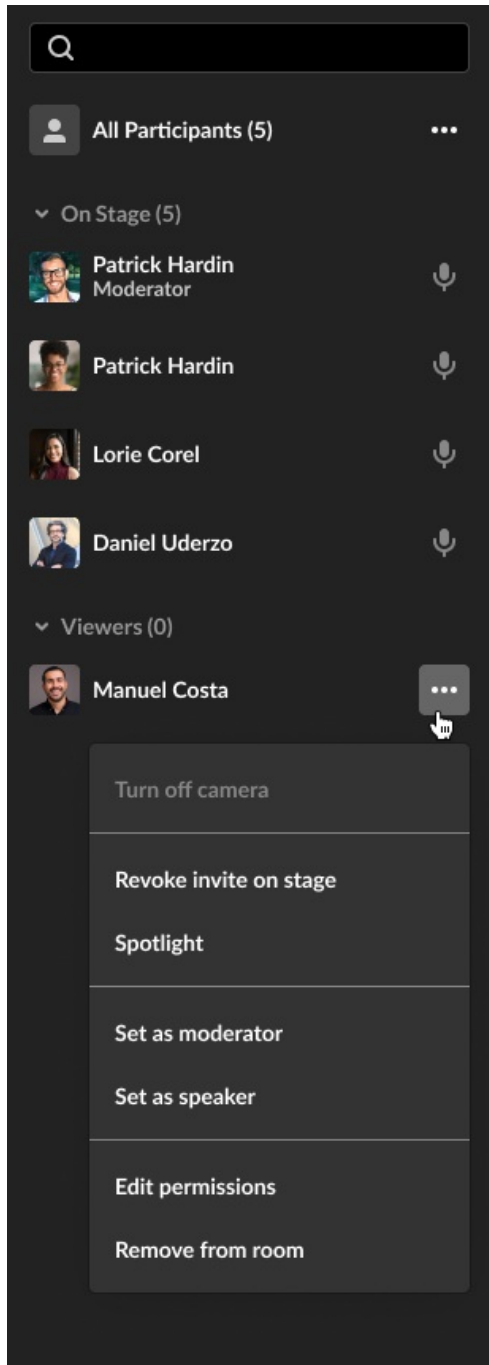 All Participants (5)
On Stage (5)
Patrick Hardin
Moderator
Patrick Hardin
Lorie Corel
Daniel Uderzo
Viewers (0)
Manuel Costa
Turn off camera
Revoke invite on stage
Spotlight
Set as moderator
Set as speaker
Edit permissions
Remove from room